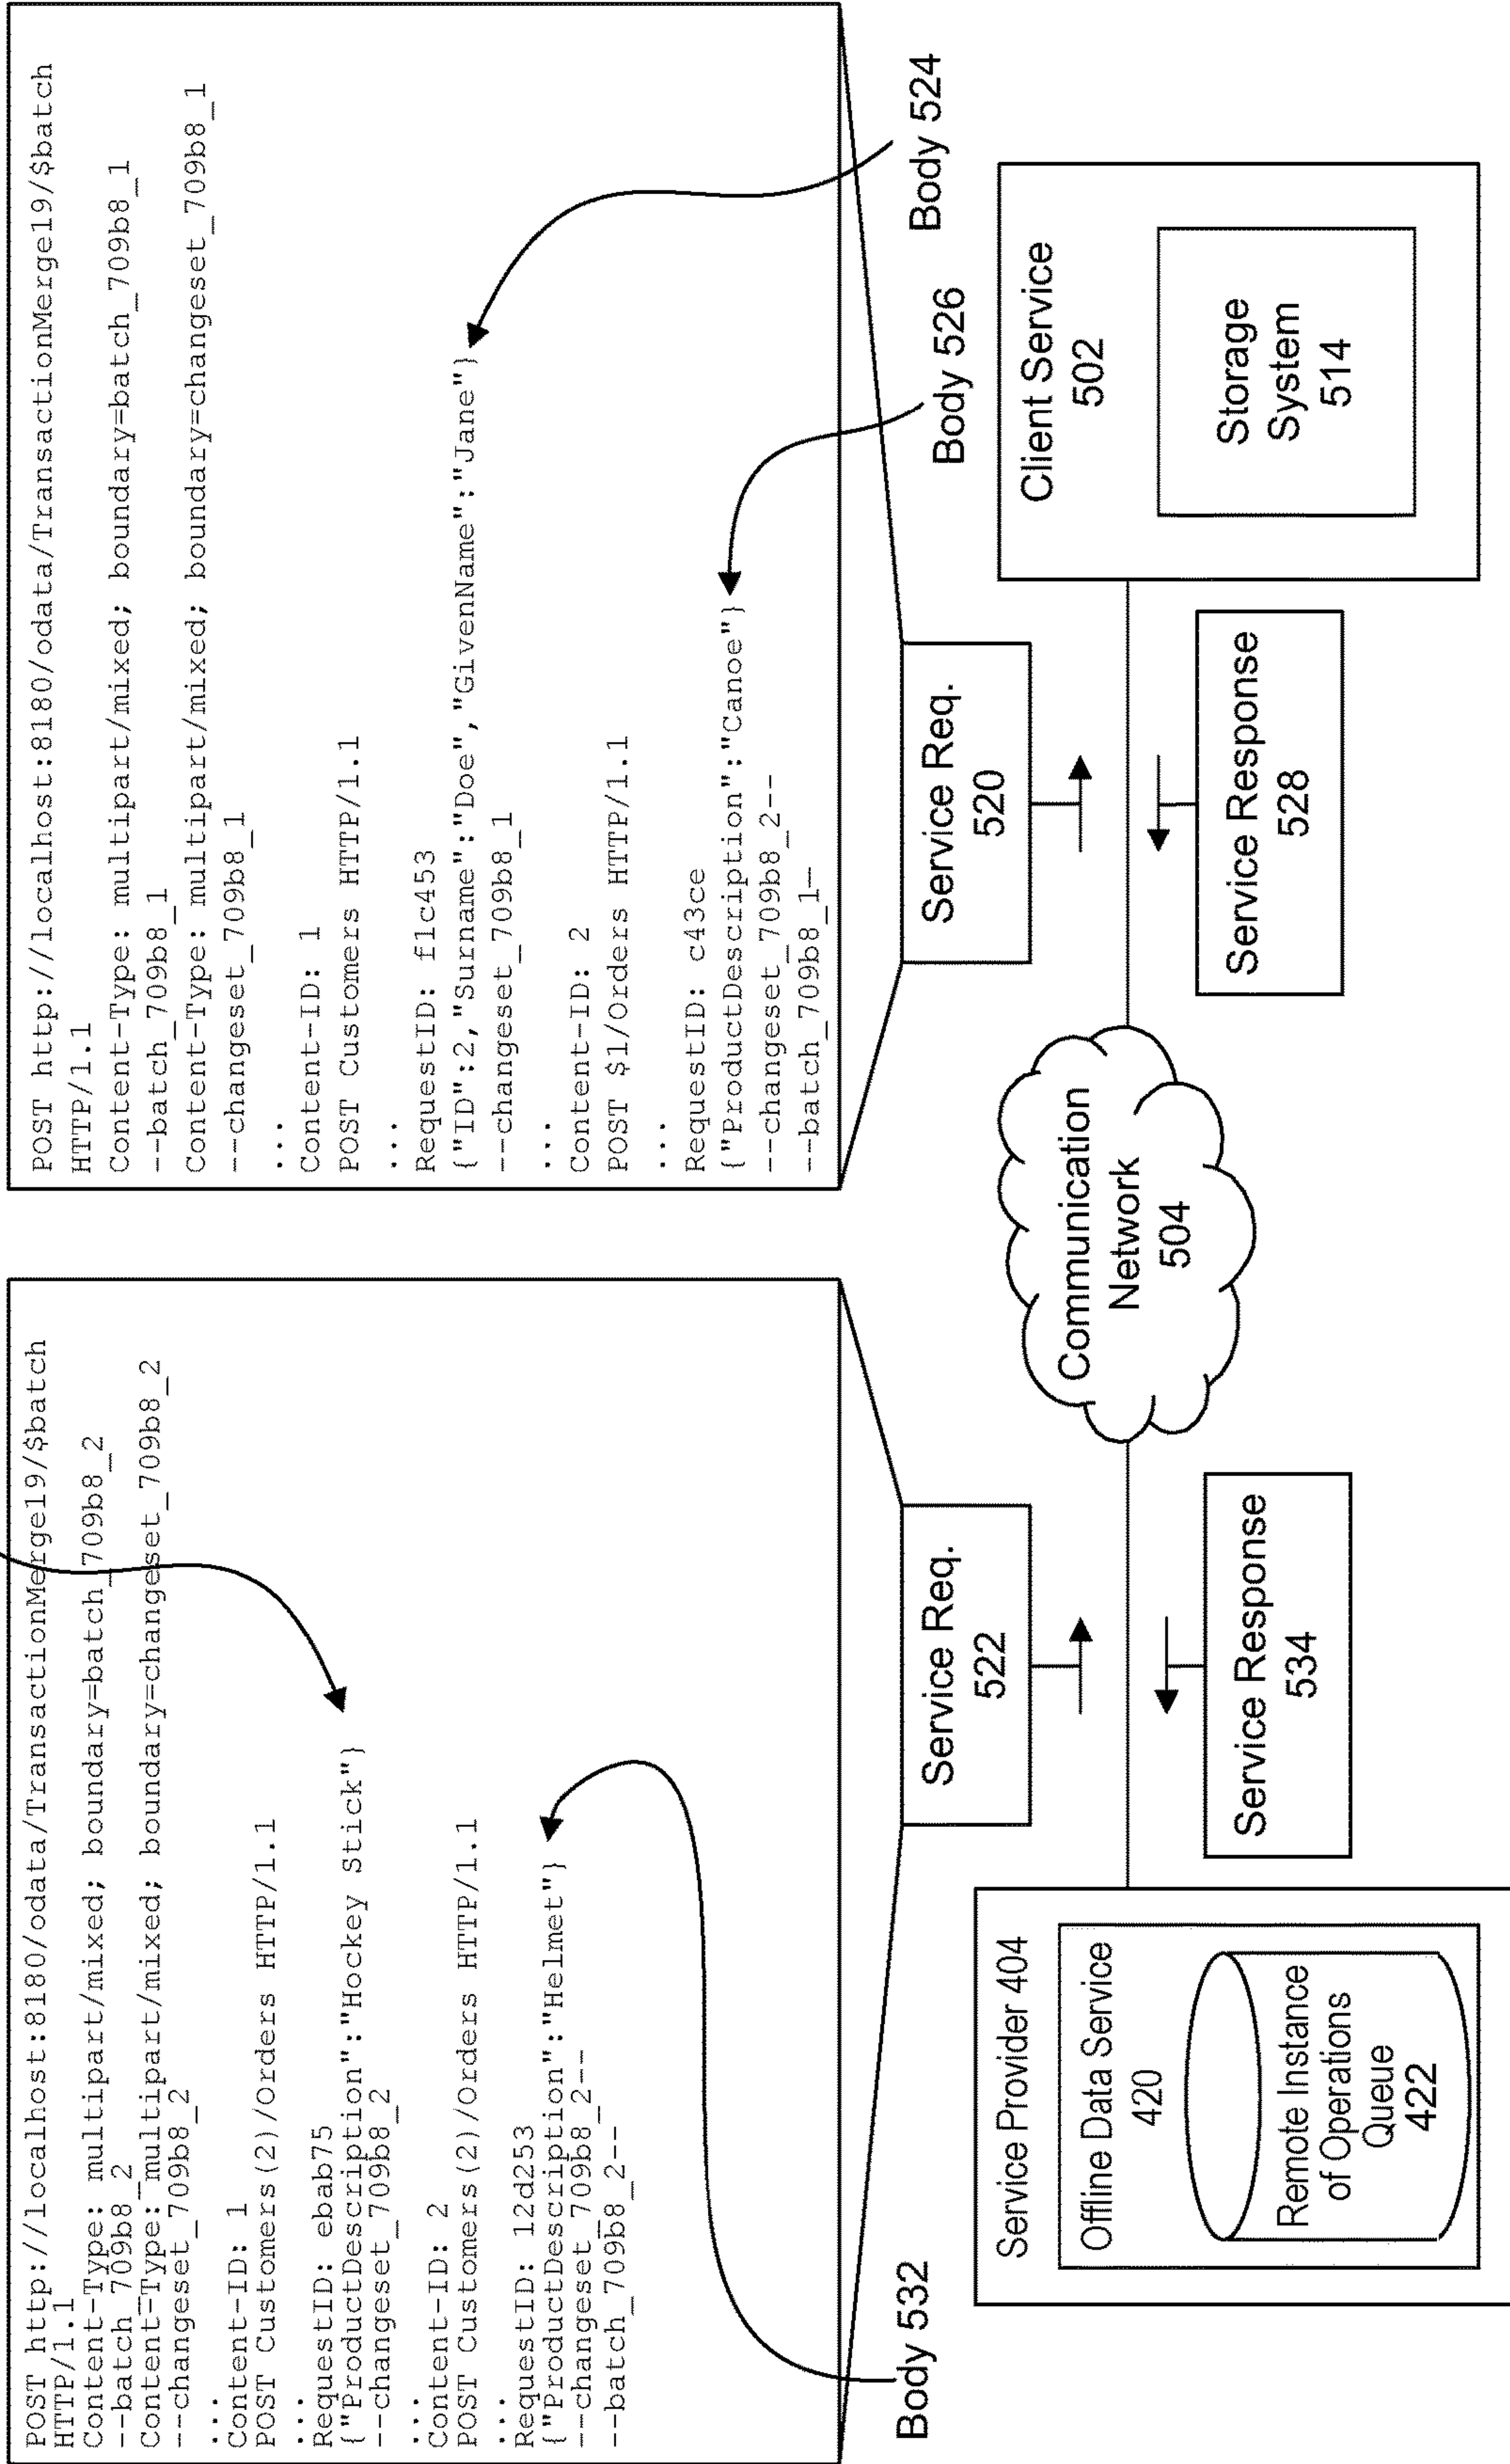 POST http://localhost:8180/odata/TransactionMerge19/$batch
HTTP/1.1
Content-Type: multipart/mixed; boundary=batch_709b8_2
--batch_709b8_2
Content-Type: multipart/mixed; boundary=changeset_709b8_2
--changeset_709b8_2
...
Content-ID: 1
POST Customers(2)/Orders HTTP/1.1
...
RequestID: ebab75
{"ProductDescription":"Hockey Stick"}
--changeset_709b8_2
...
Content-ID: 2
POST Customers(2)/Orders HTTP/1.1
...
RequestID: 12d253
{"ProductDescription":"Helmet"}
--changeset_709b8_2--
--batch_709b8_2--
Body 532
POST http://localhost:8180/odata/TransactionMerge19/$batch
HTTP/1.1
Content-Type: multipart/mixed; boundary=batch_709b8_1
--batch_709b8_1
Content-Type: multipart/mixed; boundary=changeset_709b8_1
--changeset_709b8_1
...
Content-ID: 1
POST Customers HTTP/1.1
...
RequestID: f1c453
{"ID":2,"Surname":"Doe","GivenName":"Jane"}
--changeset_709b8_1
...
Content-ID: 2
POST $1/Orders HTTP/1.1
...
RequestID: c43ce
{"ProductDescription":"Canoe"}
--changeset_709b8_2--
--batch_709b8_1--
Body 524
Body 526
Service Req.
522
Service Req.
520
Service Provider 404
Offline Data Service
420
Remote Instance
of Operations
Queue
422
Service Response
534
Communication
Network
504
Service Response
528
Client Service
502
Storage
System
514